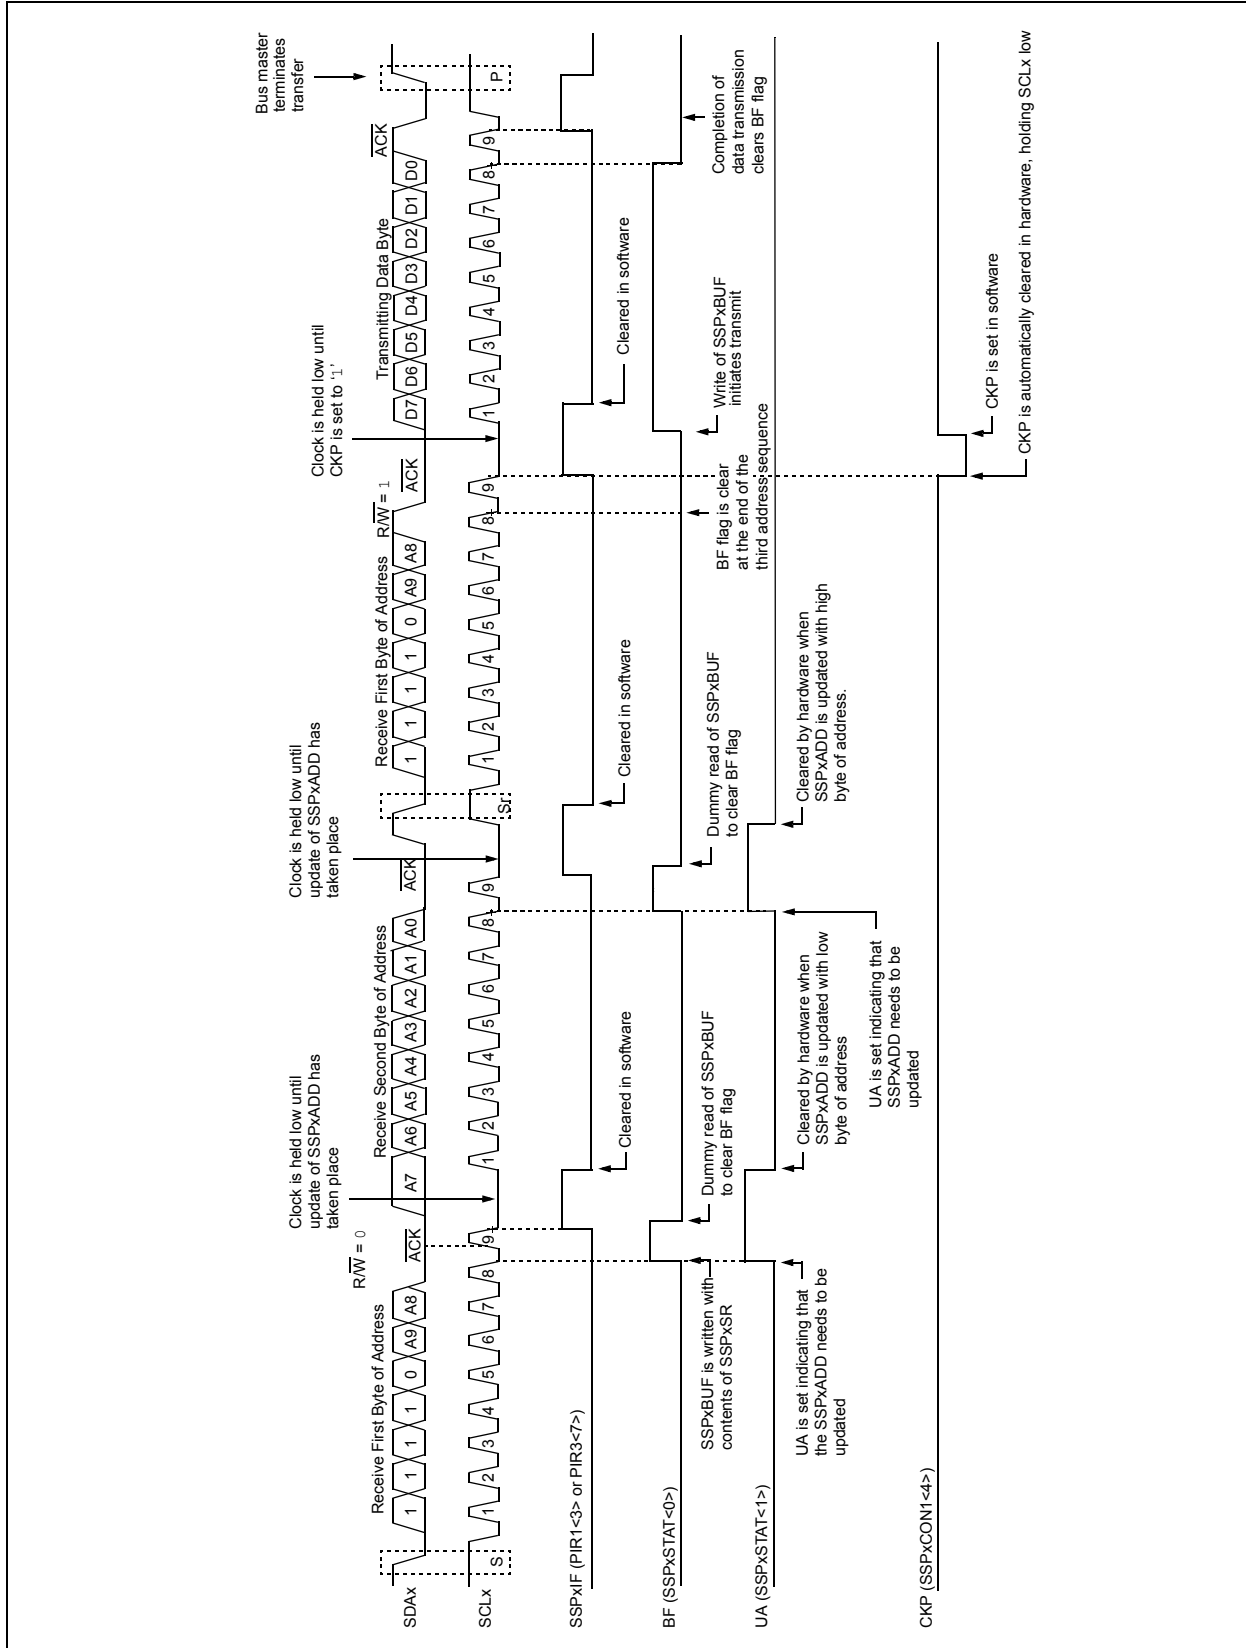 Bus master
terminates
transfer
Clock is held low until
CKP is set to ‘1’
Clock is held low until
update of SSPxADD has
taken place
Clock is held low until
update of SSPxADD has
taken place
R/W = 0
R/W = 1
Receive First Byte of Address
Receive Second Byte of Address
Receive First Byte of Address
Transmitting Data Byte
ACK
ACK
ACK
ACK
SDAx
1 1 1 1 0 A9 A8
A7 A6 A5 A4 A3 A2 A1 A0
1 1 1 1 0 A9 A8
D7 D6 D5 D4 D3 D2 D1 D0
SCLx
S
1 2 3 4 5 6 7 8 9
1 2 3 4 5 6 7 8 9
Sr
1 2 3 4 5 6 7 8 9
1 2 3 4 5 6 7 8 9
P
SSPxIF (PIR1<3> or PIR3<7>)
Cleared in software
Cleared in software
Cleared in software
BF (SSPxSTAT<0>)
SSPxBUF is written with
contents of SSPxSR
Dummy read of SSPxBUF
to clear BF flag
Dummy read of SSPxBUF
to clear BF flag
BF flag is clear
at the end of the
third address sequence
Write of SSPxBUF
initiates transmit
Completion of
data transmission
clears BF flag
UA (SSPxSTAT<1>)
UA is set indicating that
the SSPxADD needs to be
updated
Cleared by hardware when
SSPxADD is updated with low
byte of address
UA is set indicating that
SSPxADD needs to be
updated
Cleared by hardware when
SSPxADD is updated with high
byte of address.
CKP (SSPxCON1<4>)
CKP is set in software
CKP is automatically cleared in hardware, holding SCLx low